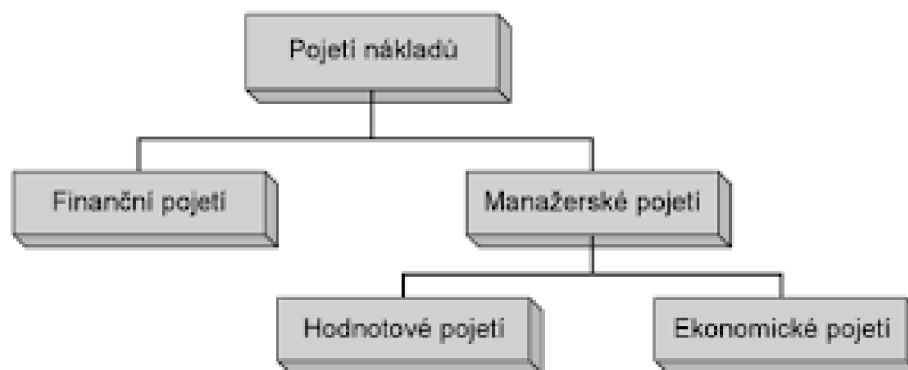 Pojetí nákladů
Finanční pojetí
Manažerské pojetí
Hodnotové pojetí
Ekonomické pojetí